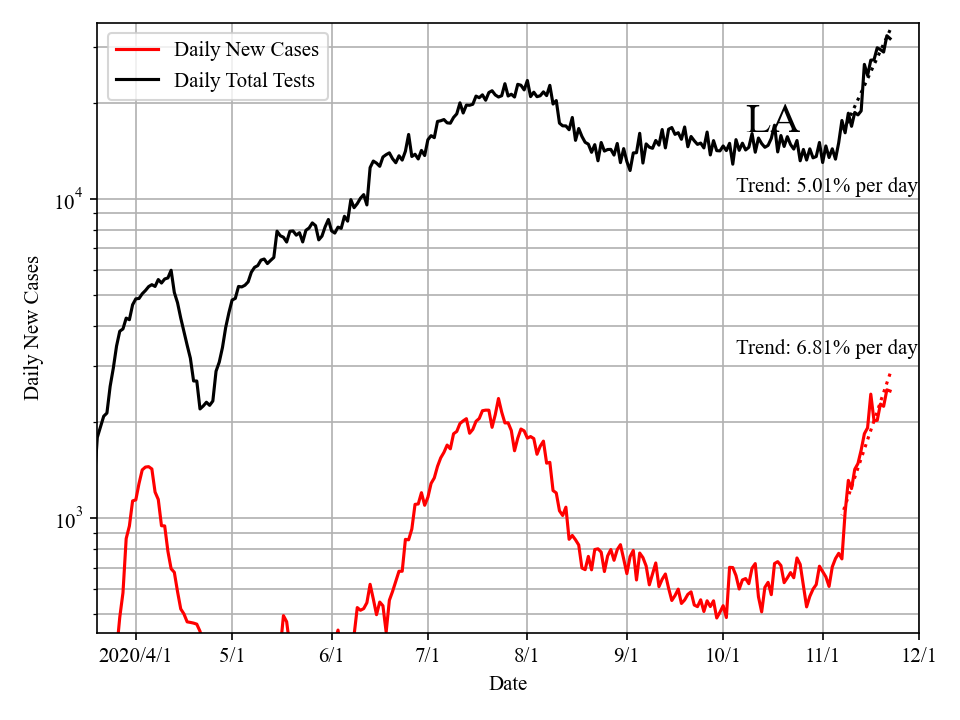 Daily New Cases
Daily Total Tests
LA
Trend: 5.01% per day
Trend: 6.81% per day
10⁴
10³
Daily New Cases
2020/4/1 5/1 6/1 7/1 8/1 9/1 10/1 11/1 12/1
Date